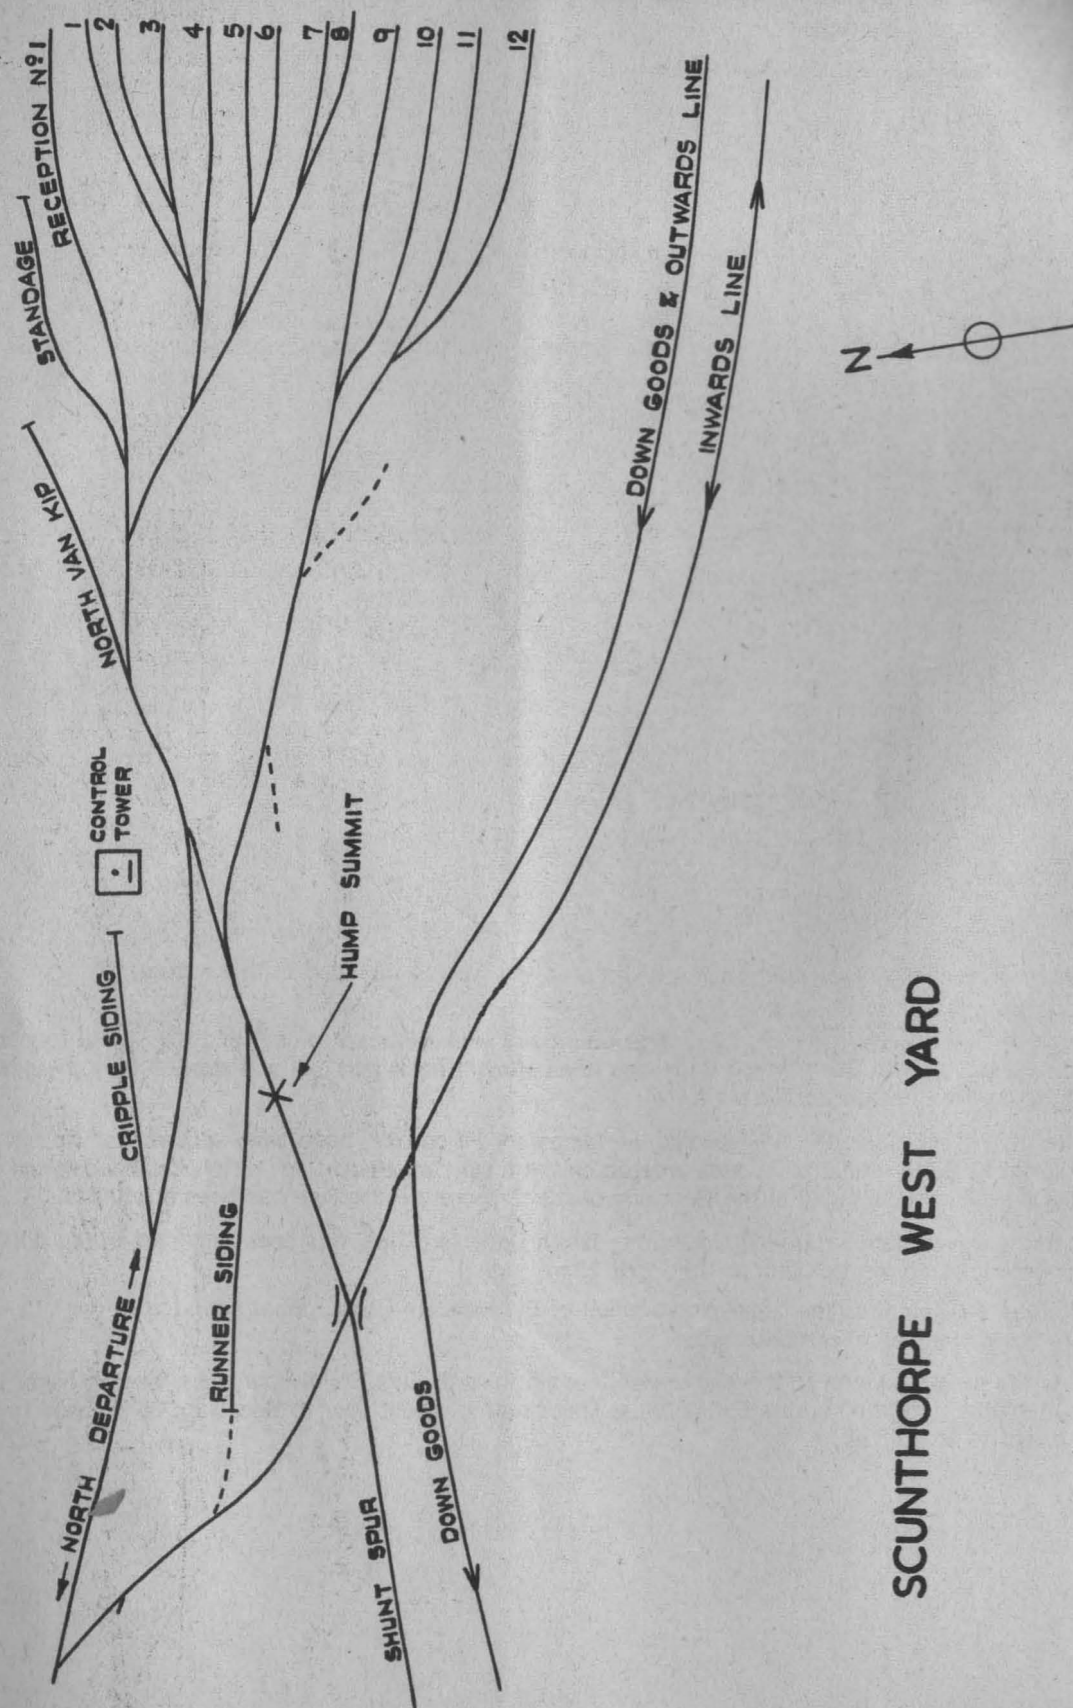 SCUNTHORPE WEST YARD
NORTH DEPARTURE
CRIPPLE SIDING
CONTROL
TOWER
NORTH VAN KIP
STANDAGE
RECEPTION Nº1
1
2
3
4
5
6
7
8
9
10
11
12
RUNNER SIDING
HUMP SUMMIT
SHUNT SPUR
DOWN GOODS
DOWN GOODS & OUTWARDS LINE
INWARDS LINE
N